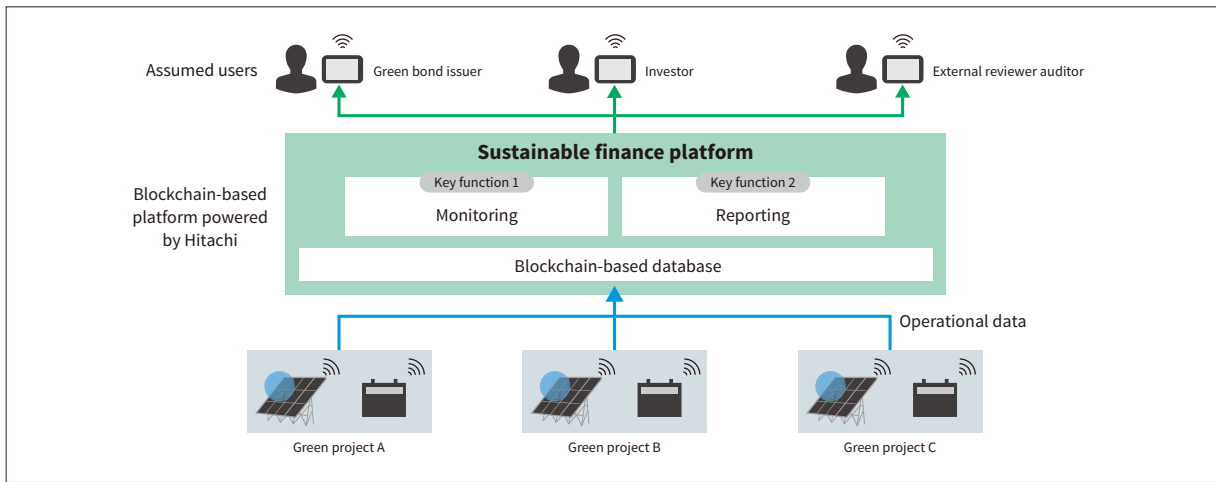 Assumed users
Green bond issuer
Investor
External reviewer auditor
Sustainable finance platform
Key function 1
Key function 2
Monitoring
Reporting
Blockchain-based
platform powered
by Hitachi
Blockchain-based database
Operational data
Green project A
Green project B
Green project C